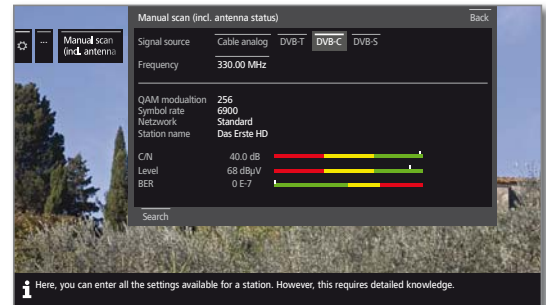 Manual scan (incl. antenna status) Back
... Manual scan
(incl. antenna
Signal source Cable analog DVB-T DVB-C DVB-S
Frequency 330.00 MHz
QAM modualtion 256
Symbol rate 6900
Netzwork Standard
Station name Das Erste HD
C/N 40.0 dB
Level 68 dBµV
BER 0 E-7
Search
i Here, you can enter all the settings available for a station. However, this requires detailed knowledge.